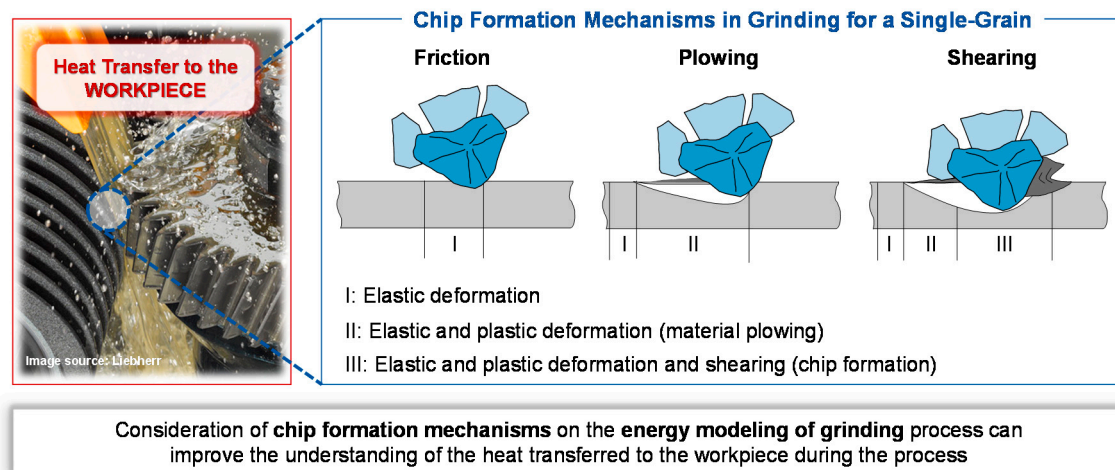 Chip Formation Mechanisms in Grinding for a Single-Grain
Heat Transfer to the
WORKPIECE
Image source: Liebherr
Friction
Plowing
Shearing
I
I
II
I
II
III
I: Elastic deformation
II: Elastic and plastic deformation (material plowing)
III: Elastic and plastic deformation and shearing (chip formation)
Consideration of chip formation mechanisms on the energy modeling of grinding process can
improve the understanding of the heat transferred to the workpiece during the process